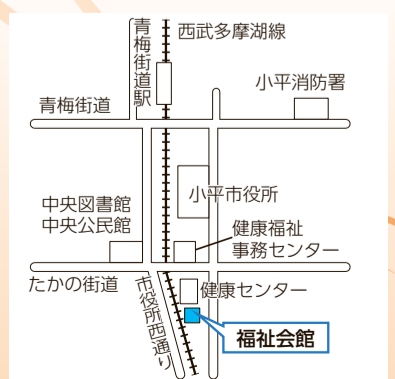 西武多摩湖線
青梅街道駅
小平消防署
青梅街道
小平市役所
中央図書館
中央公民館
健康福祉
事務センター
たかの街道
市役所西通り
健康センター
福祉会館